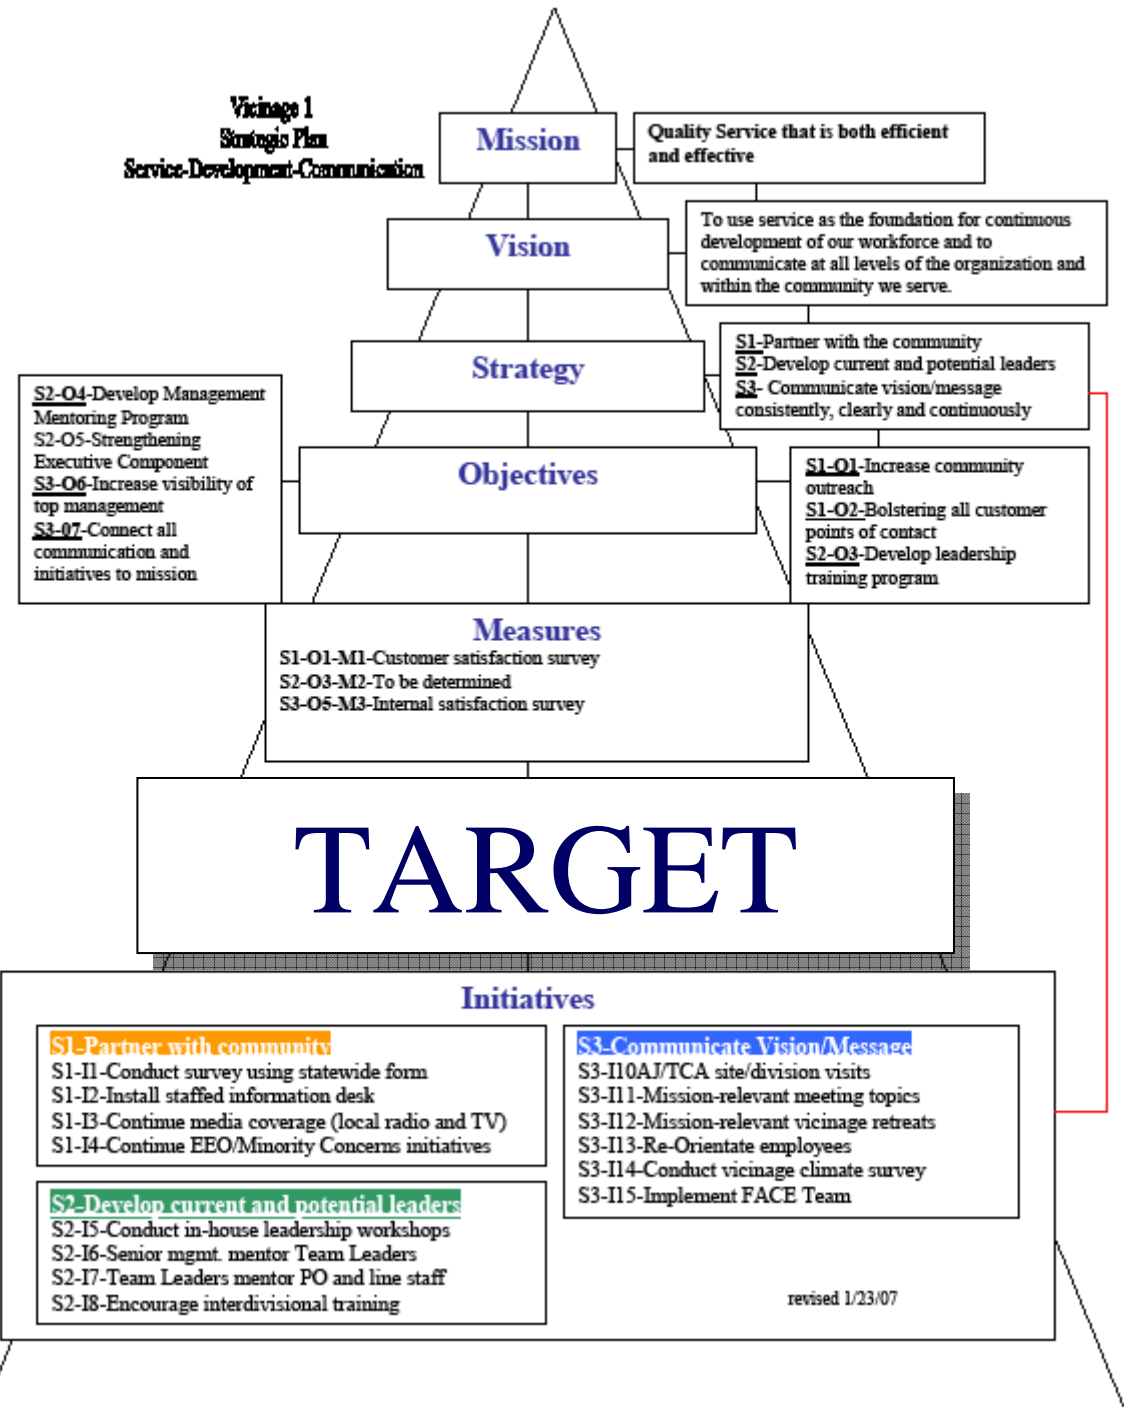 Vicinage 1
Strategic Plan
Service-Development-Communication
Mission
Quality Service that is both efficient
and effective
Vision
To use service as the foundation for continuous
development of our workforce and to
communicate at all levels of the organization and
within the community we serve.
Strategy
S1-Partner with the community
S2-Develop current and potential leaders
S3- Communicate vision/message
consistently, clearly and continuously
S2-O4-Develop Management
Mentoring Program
S2-O5-Strengthening
Executive Component
S3-O6-Increase visibility of
top management
S3-07-Connect all
communication and
initiatives to mission
Objectives
S1-O1-Increase community
outreach
S1-O2-Bolstering all customer
points of contact
S2-O3-Develop leadership
training program
Measures
S1-O1-M1-Customer satisfaction survey
S2-O3-M2-To be determined
S3-O5-M3-Internal satisfaction survey
TARGET
Initiatives
S1-Partner with community
S1-I1-Conduct survey using statewide form
S1-I2-Install staffed information desk
S1-I3-Continue media coverage (local radio and TV)
S1-I4-Continue EEO/Minority Concerns initiatives
S2-Develop current and potential leaders
S2-I5-Conduct in-house leadership workshops
S2-I6-Senior mgmt. mentor Team Leaders
S2-I7-Team Leaders mentor PO and line staff
S2-I8-Encourage interdivisional training
S3-Communicate Vision/Message
S3-I10AJ/TCA site/division visits
S3-I11-Mission-relevant meeting topics
S3-I12-Mission-relevant vicinage retreats
S3-I13-Re-Orientate employees
S3-I14-Conduct vicinage climate survey
S3-I15-Implement FACE Team
revised 1/23/07